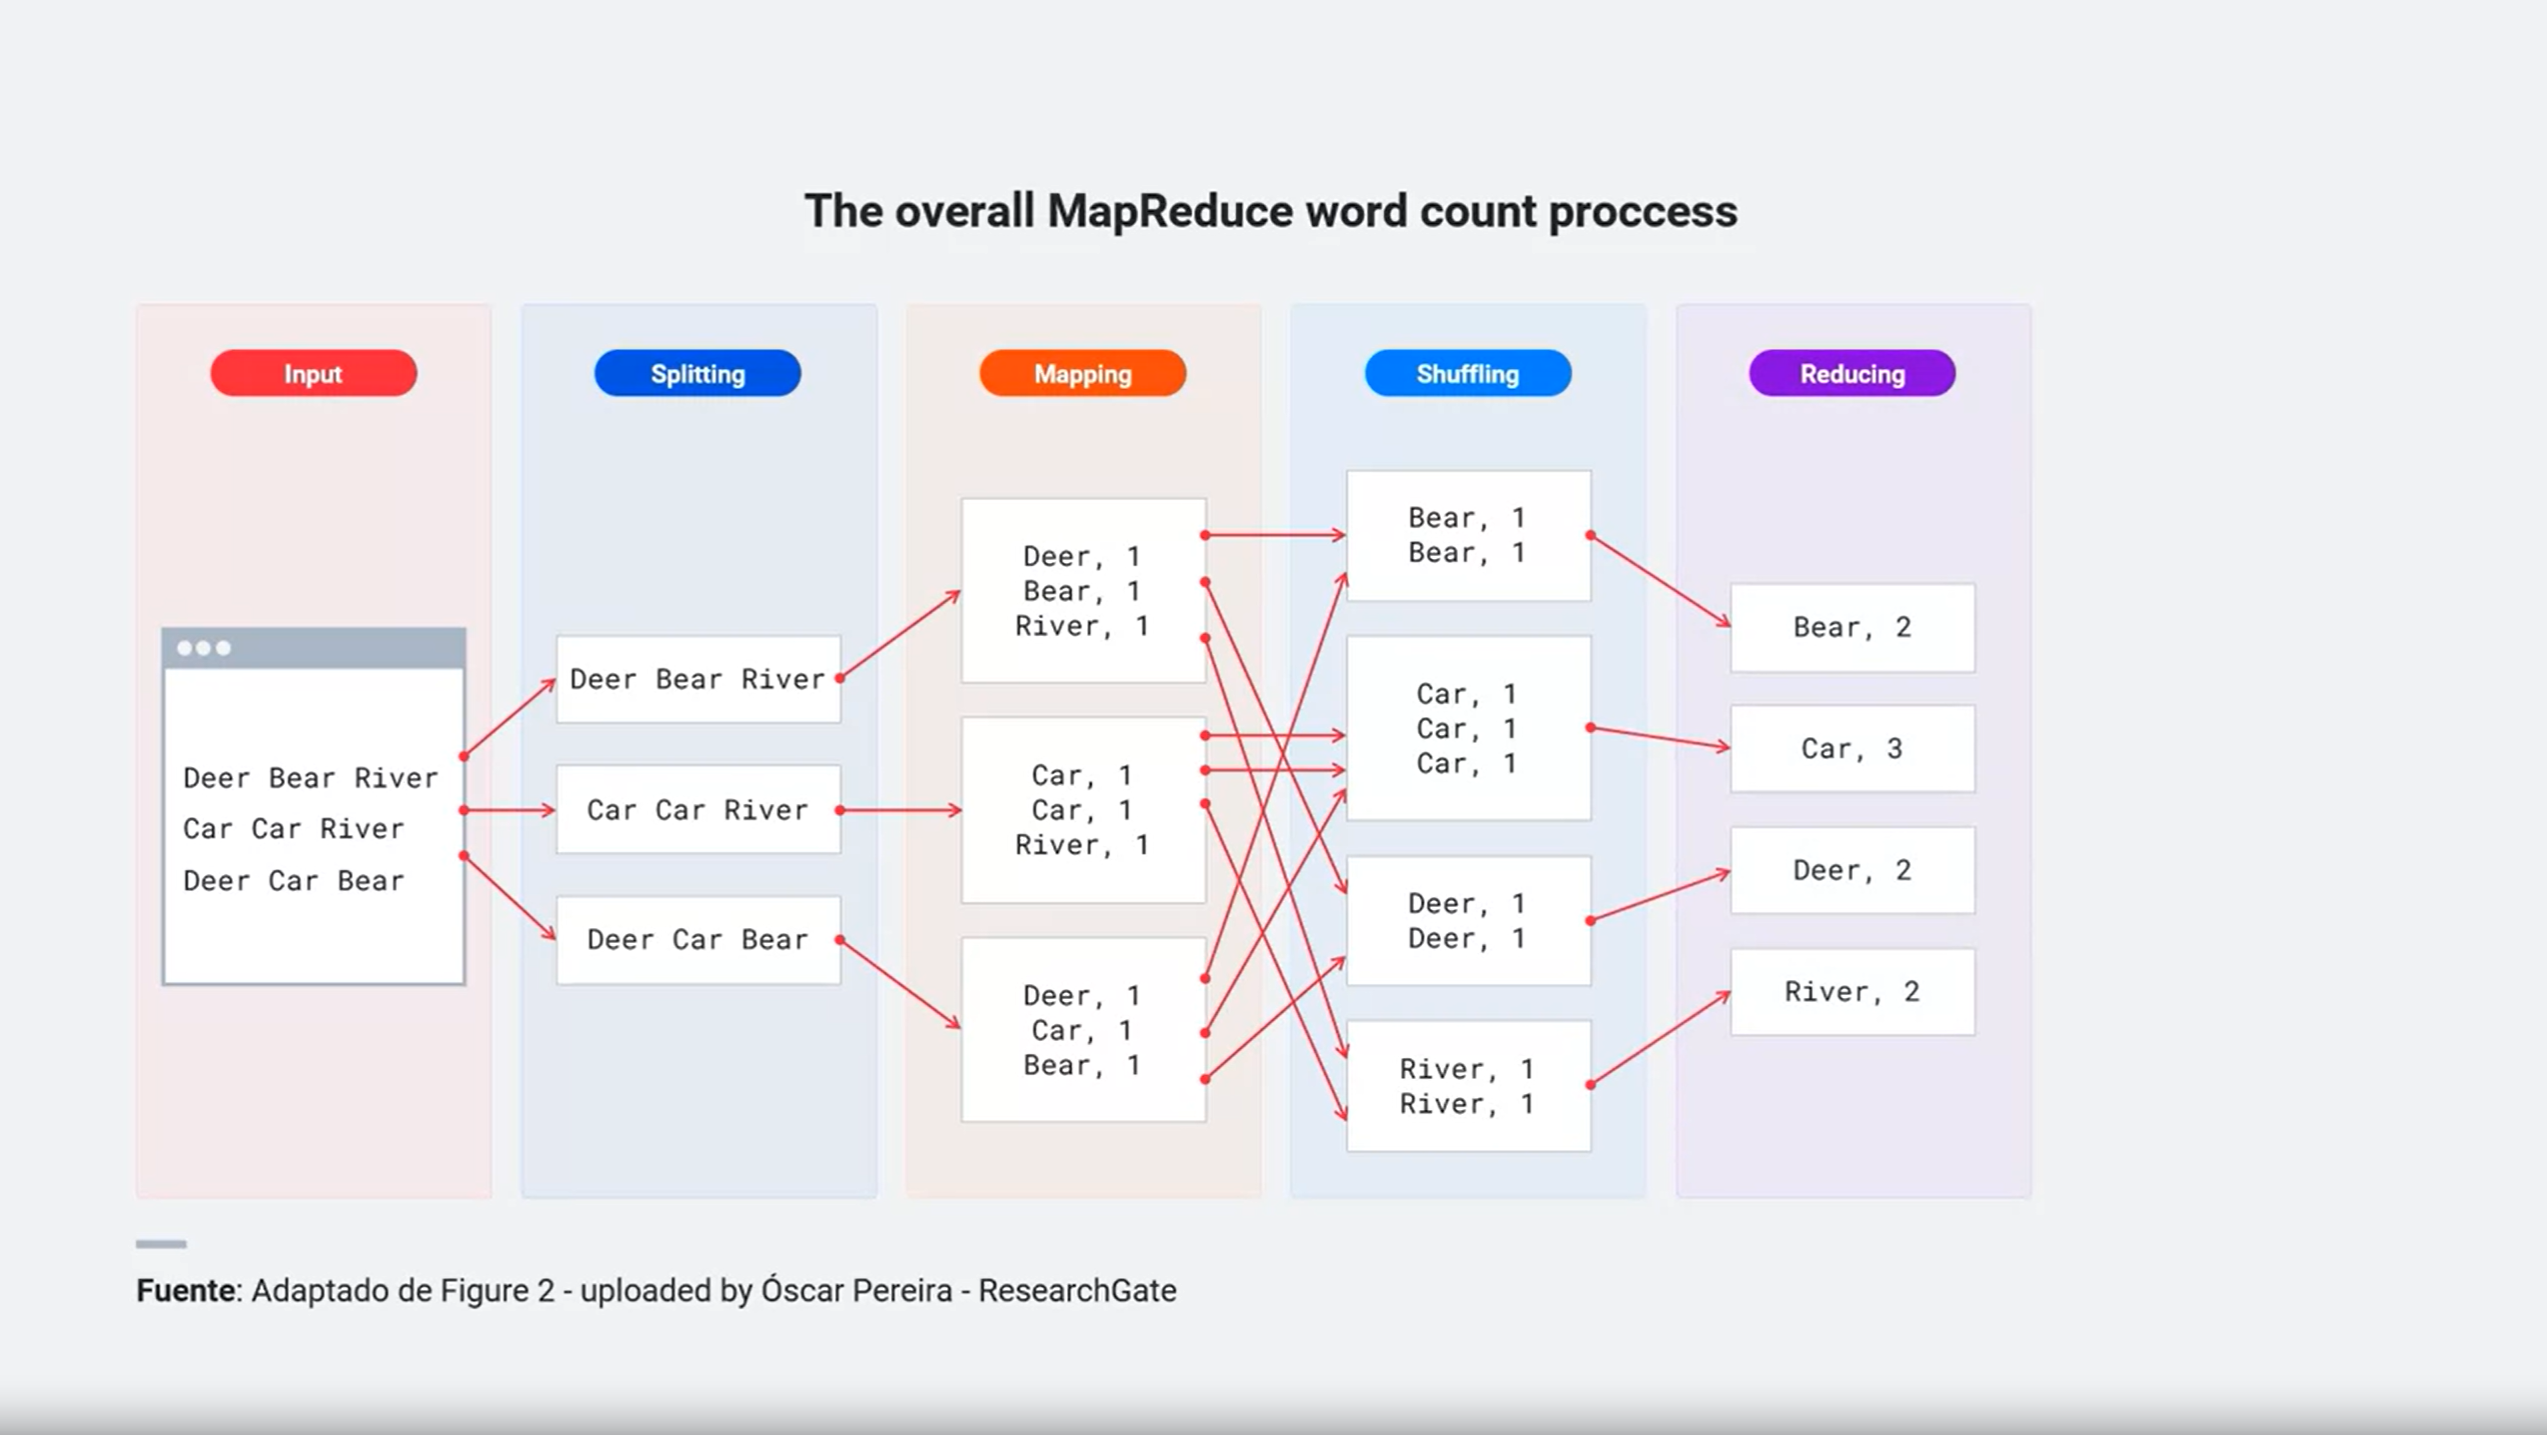 The overall MapReduce word count proccess
Input
Splitting
Mapping
Shuffling
Reducing
Deer Bear River
Car Car River
Deer Car Bear
Deer Bear River
Car Car River
Deer Car Bear
Deer, 1
Bear, 1
River, 1
Car, 1
Car, 1
River, 1
Deer, 1
Car, 1
Bear, 1
Bear, 1
Bear, 1
Car, 1
Car, 1
Car, 1
Deer, 1
Deer, 1
River, 1
River, 1
Bear, 2
Car, 3
Deer, 2
River, 2
Fuente: Adaptado de Figure 2 - uploaded by Óscar Pereira - ResearchGate